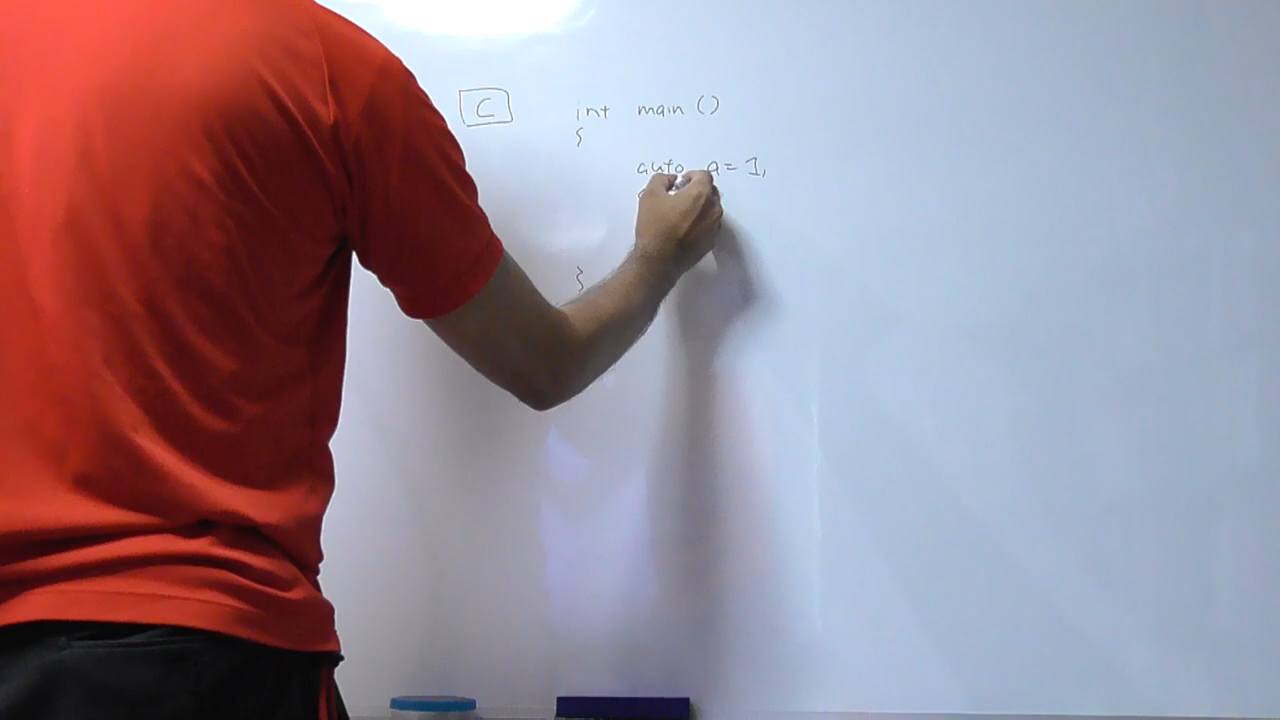 C int main ()
{
auto a = 1,
}